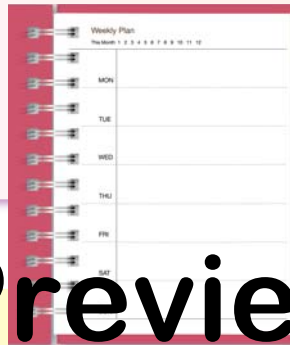 Weekly Plan
This Month 1 2 3 4 5 6 7 8 9 10 11 12
MON
TUE
WED
THU
FRI
SAT
Previe